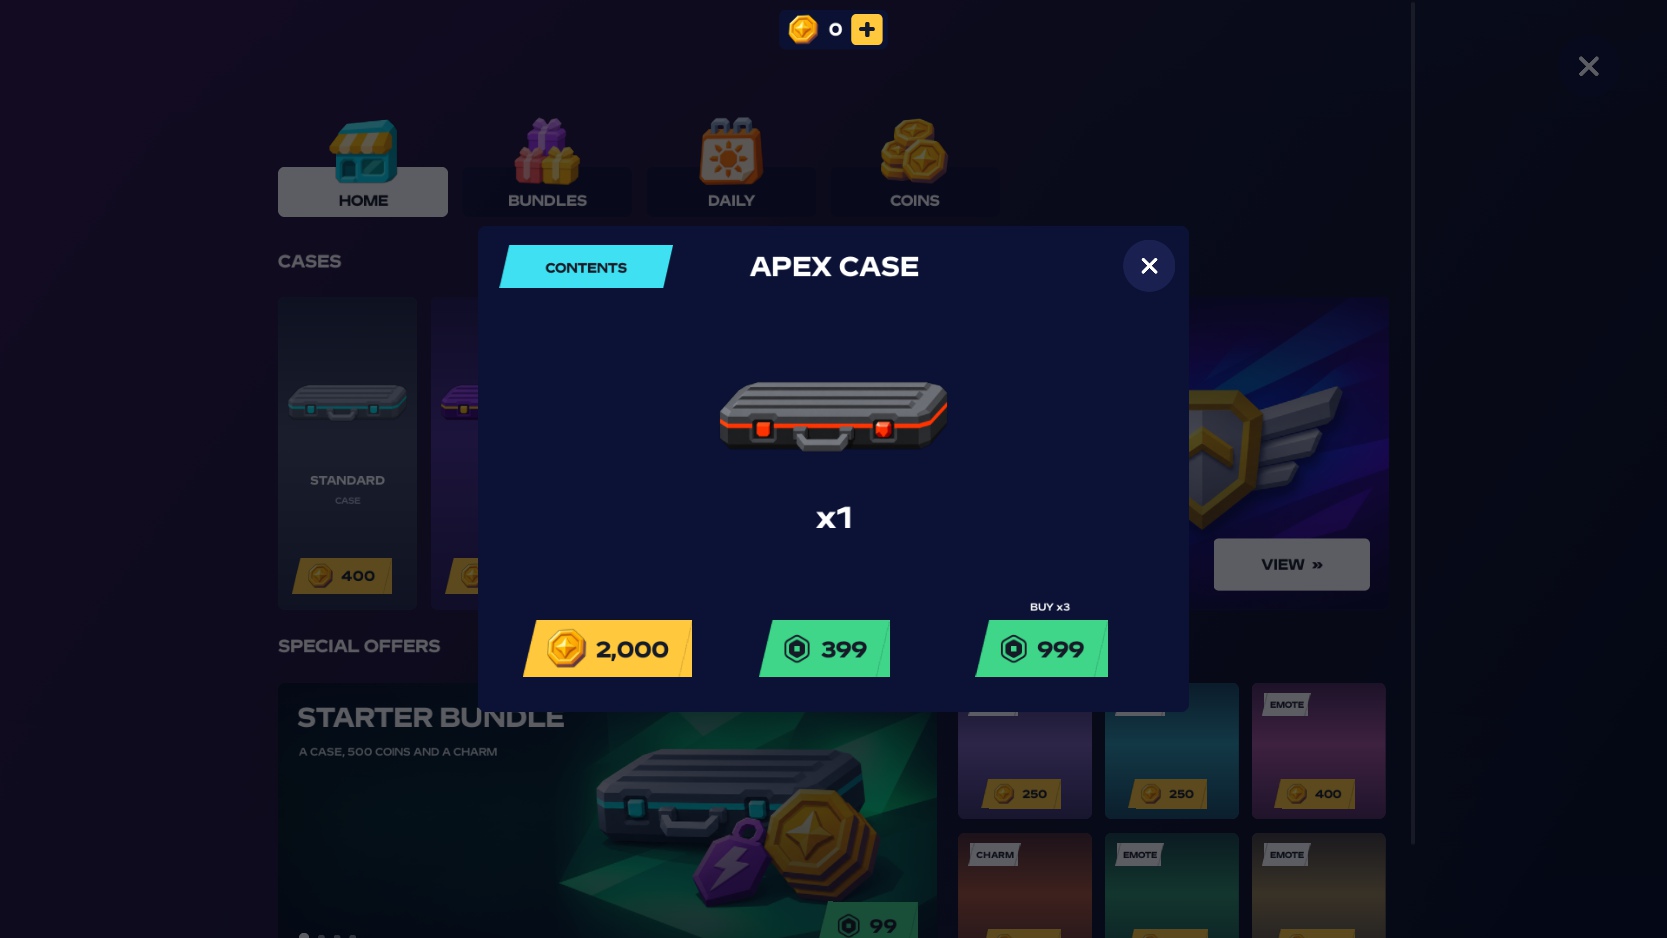 0
HOME
BUNDLES
DAILY
COINS
CASES
CONTENTS
APEX CASE
STANDARD
CASE
x1
400
VIEW »
BUY x3
2,000
399
999
SPECIAL OFFERS
STARTER BUNDLE
A CASE, 500 COINS AND A CHARM
EMOTE
250
250
400
CHARM
EMOTE
EMOTE
99